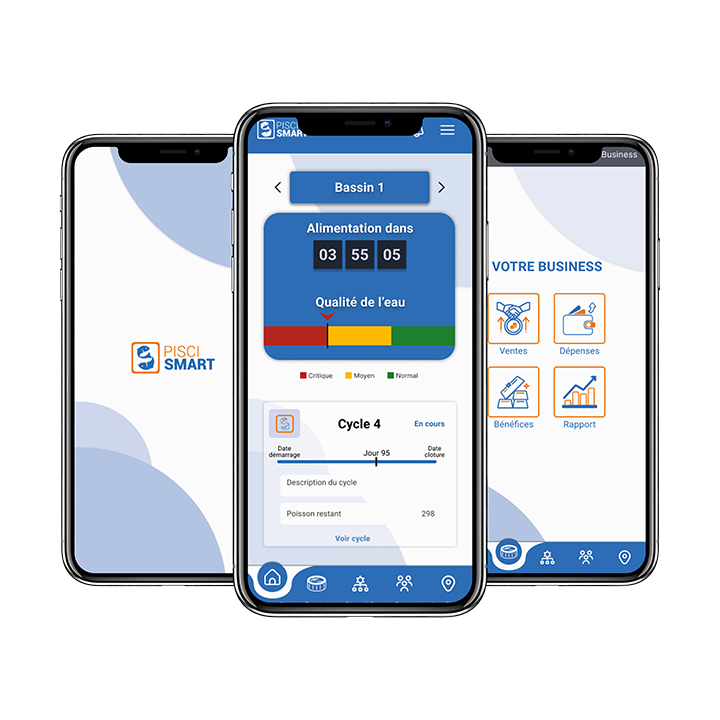 PISCI
SMART
PISCI
SMART
Bassin 1
Alimentation dans
03 55 05
Qualité de l'eau
Critique Moyen Normal
Cycle 4
En cours
Date
démarrage
Jour 95
Date
cloture
Description du cycle
Poisson restant 298
Voir cycle
Business
VOTRE BUSINESS
Ventes Dépenses
Bénéfices Rapport